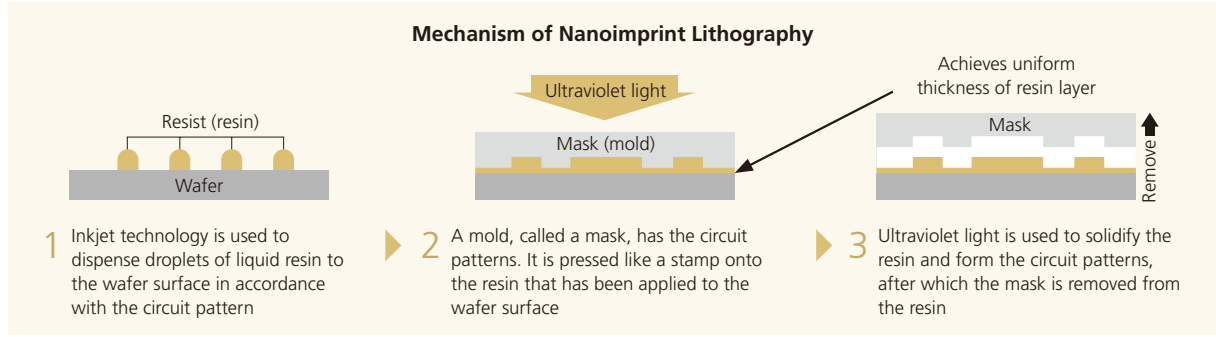 Mechanism of Nanoimprint Lithography
Resist (resin)
Wafer
1
Inkjet technology is used to
dispense droplets of liquid resin to
the wafer surface in accordance
with the circuit pattern
Ultraviolet light
Mask (mold)
Achieves uniform
thickness of resin layer
2
A mold, called a mask, has the circuit
patterns. It is pressed like a stamp onto
the resin that has been applied to the
wafer surface
Mask
Remove
3
Ultraviolet light is used to solidify the
resin and form the circuit patterns,
after which the mask is removed from
the resin